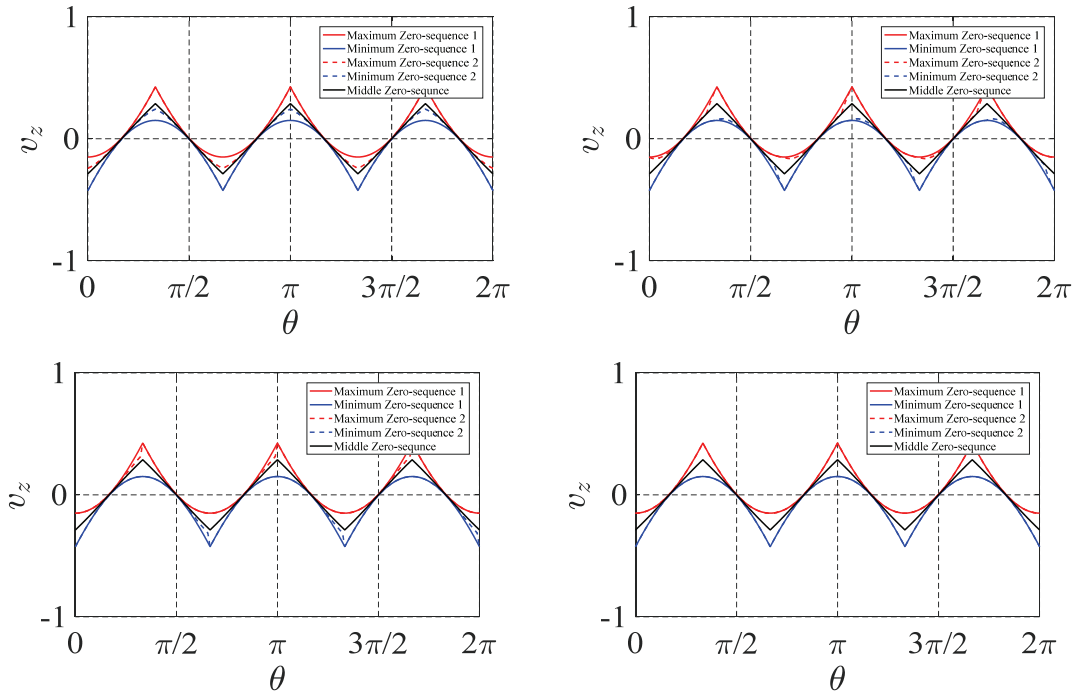 1
Maximum Zero-sequence 1
Minimum Zero-sequence 1
Maximum Zero-sequence 2
Minimum Zero-sequence 2
Middle Zero-sequnce
v_z
0
-1
0 π/2 π 3π/2 2π
θ
1
Maximum Zero-sequence 1
Minimum Zero-sequence 1
Maximum Zero-sequence 2
Minimum Zero-sequence 2
Middle Zero-sequnce
v_z
0
-1
0 π/2 π 3π/2 2π
θ
1
Maximum Zero-sequence 1
Minimum Zero-sequence 1
Maximum Zero-sequence 2
Minimum Zero-sequence 2
Middle Zero-sequnce
v_z
0
-1
0 π/2 π 3π/2 2π
θ
1
Maximum Zero-sequence 1
Minimum Zero-sequence 1
Maximum Zero-sequence 2
Minimum Zero-sequence 2
Middle Zero-sequnce
v_z
0
-1
0 π/2 π 3π/2 2π
θ